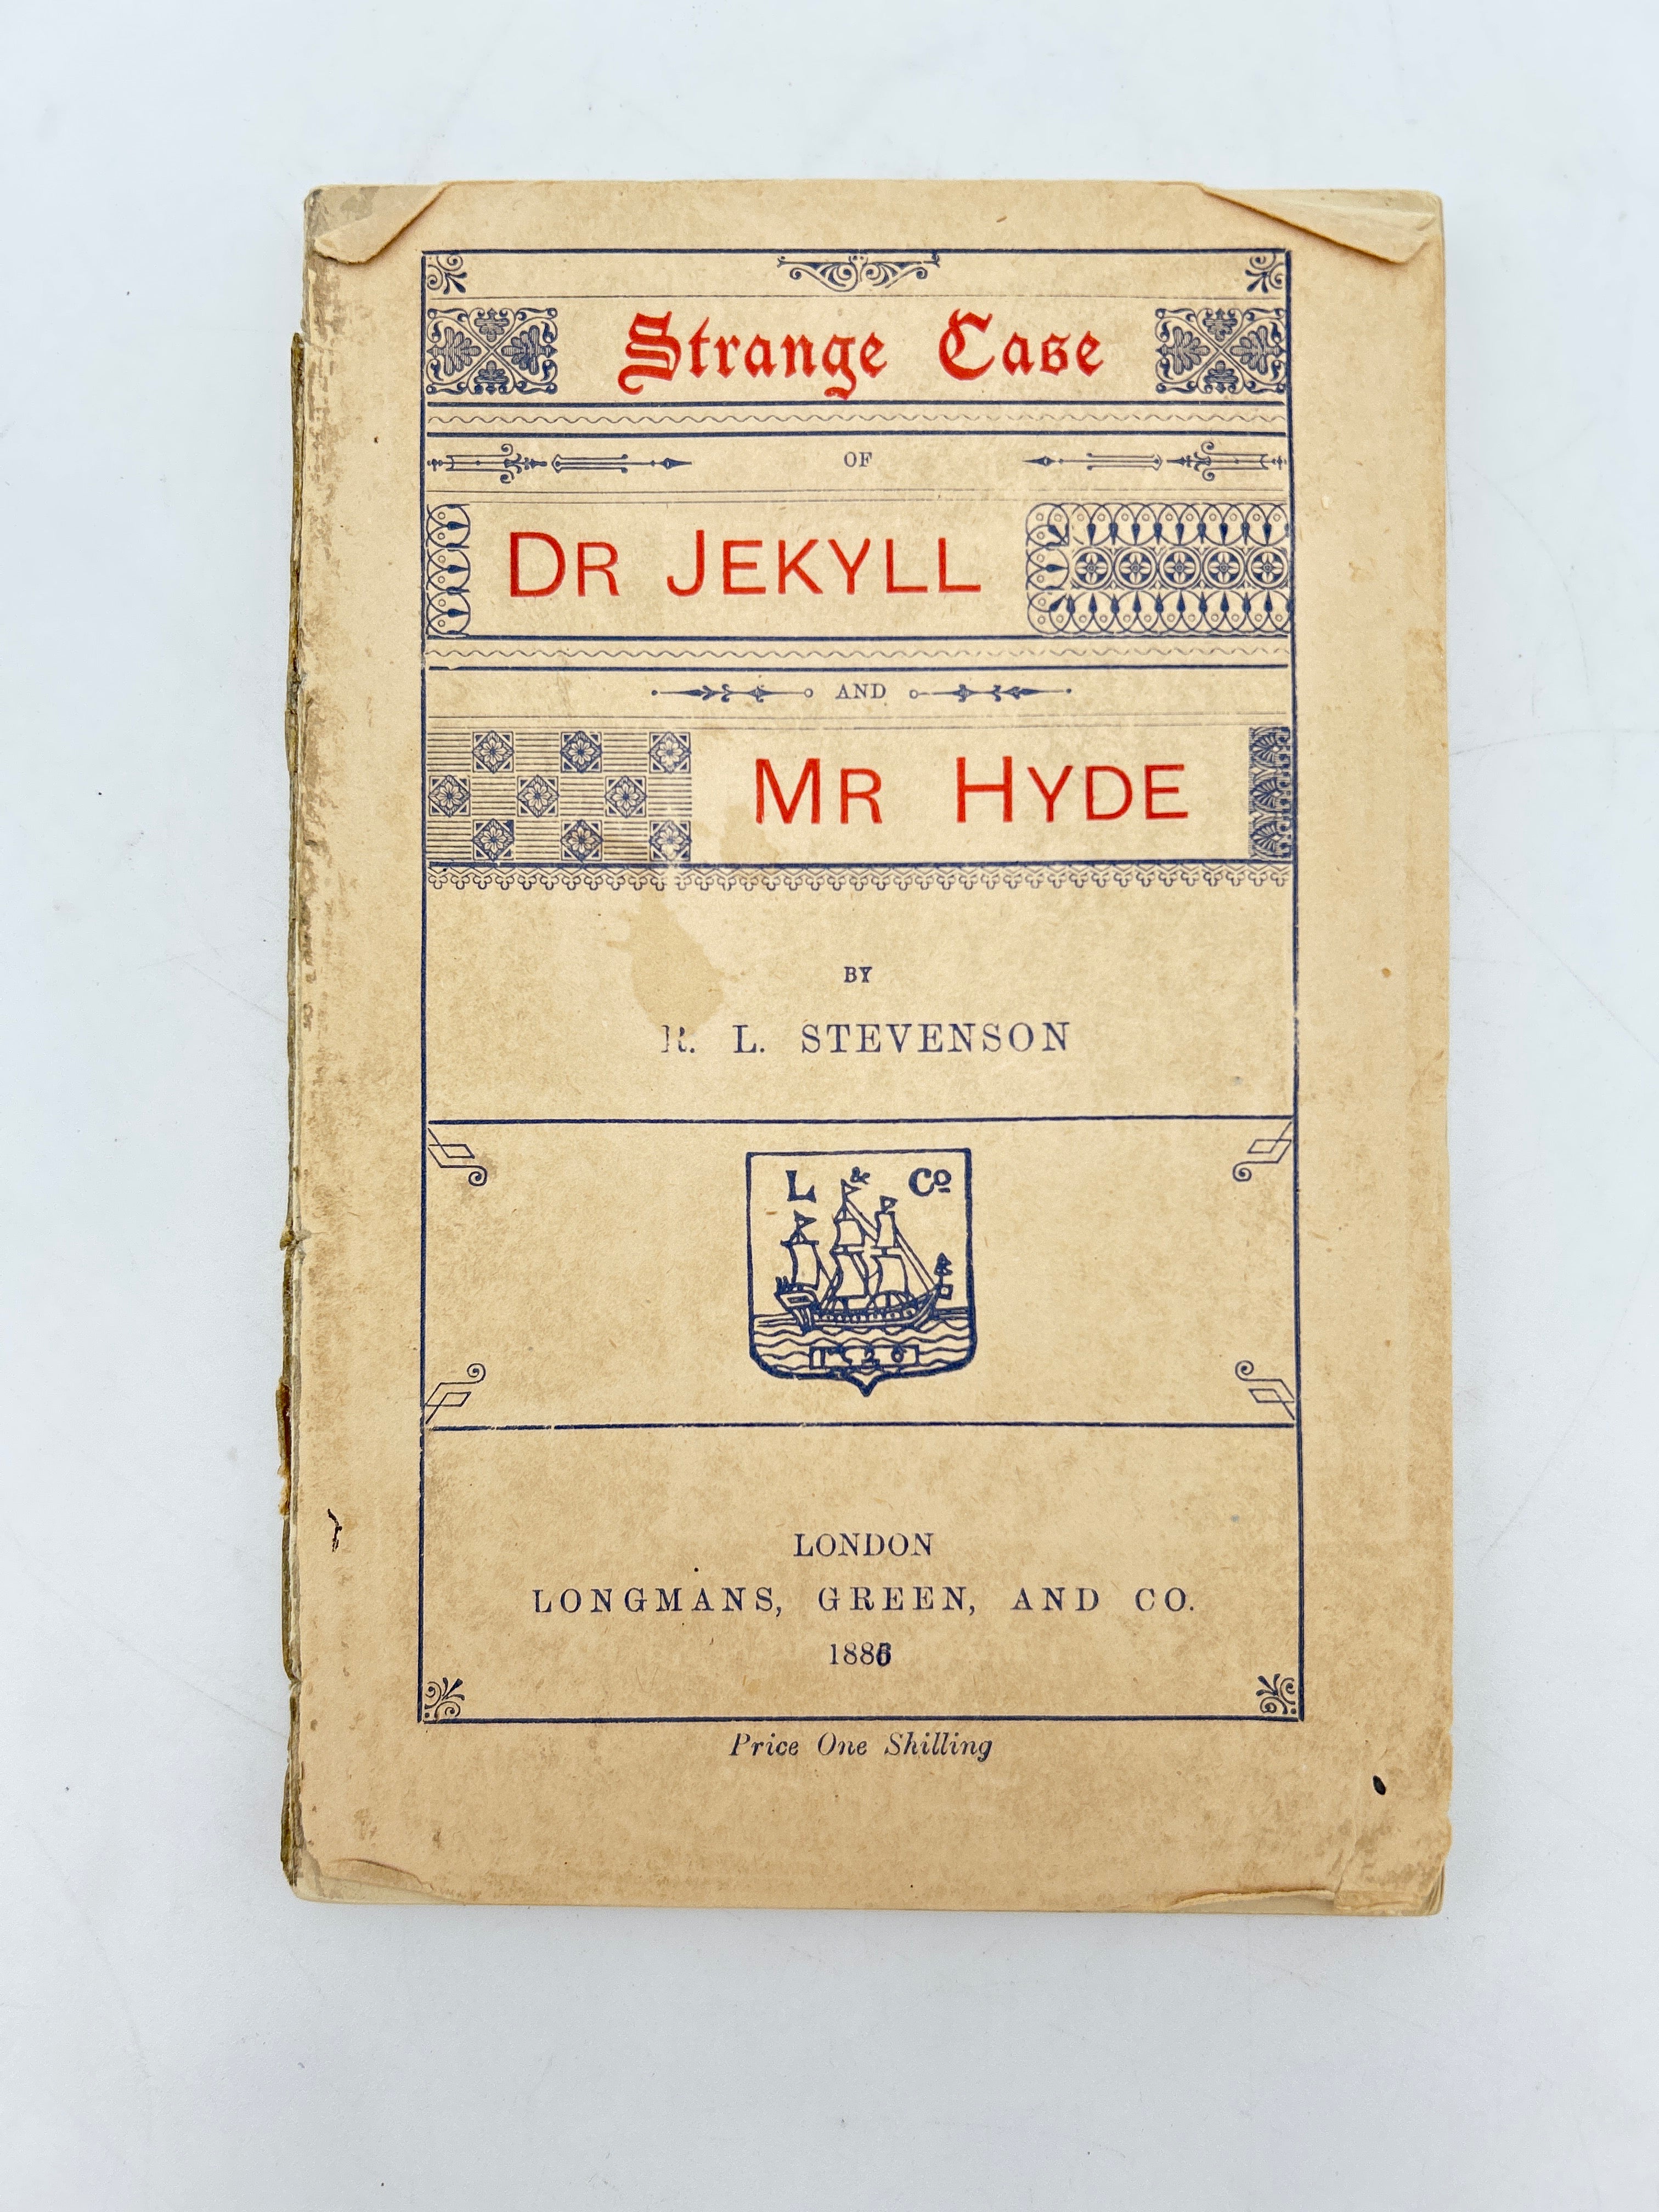 Strange Case
OF
DR JEKYLL
AND
MR HYDE
BY
R. L. STEVENSON
L & Co
LONDON
LONGMANS, GREEN, AND CO.
1886
Price One Shilling